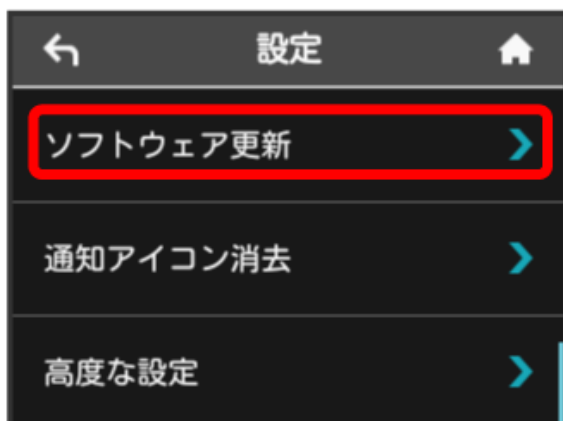 設定
ソフトウェア更新
通知アイコン消去
高度な設定